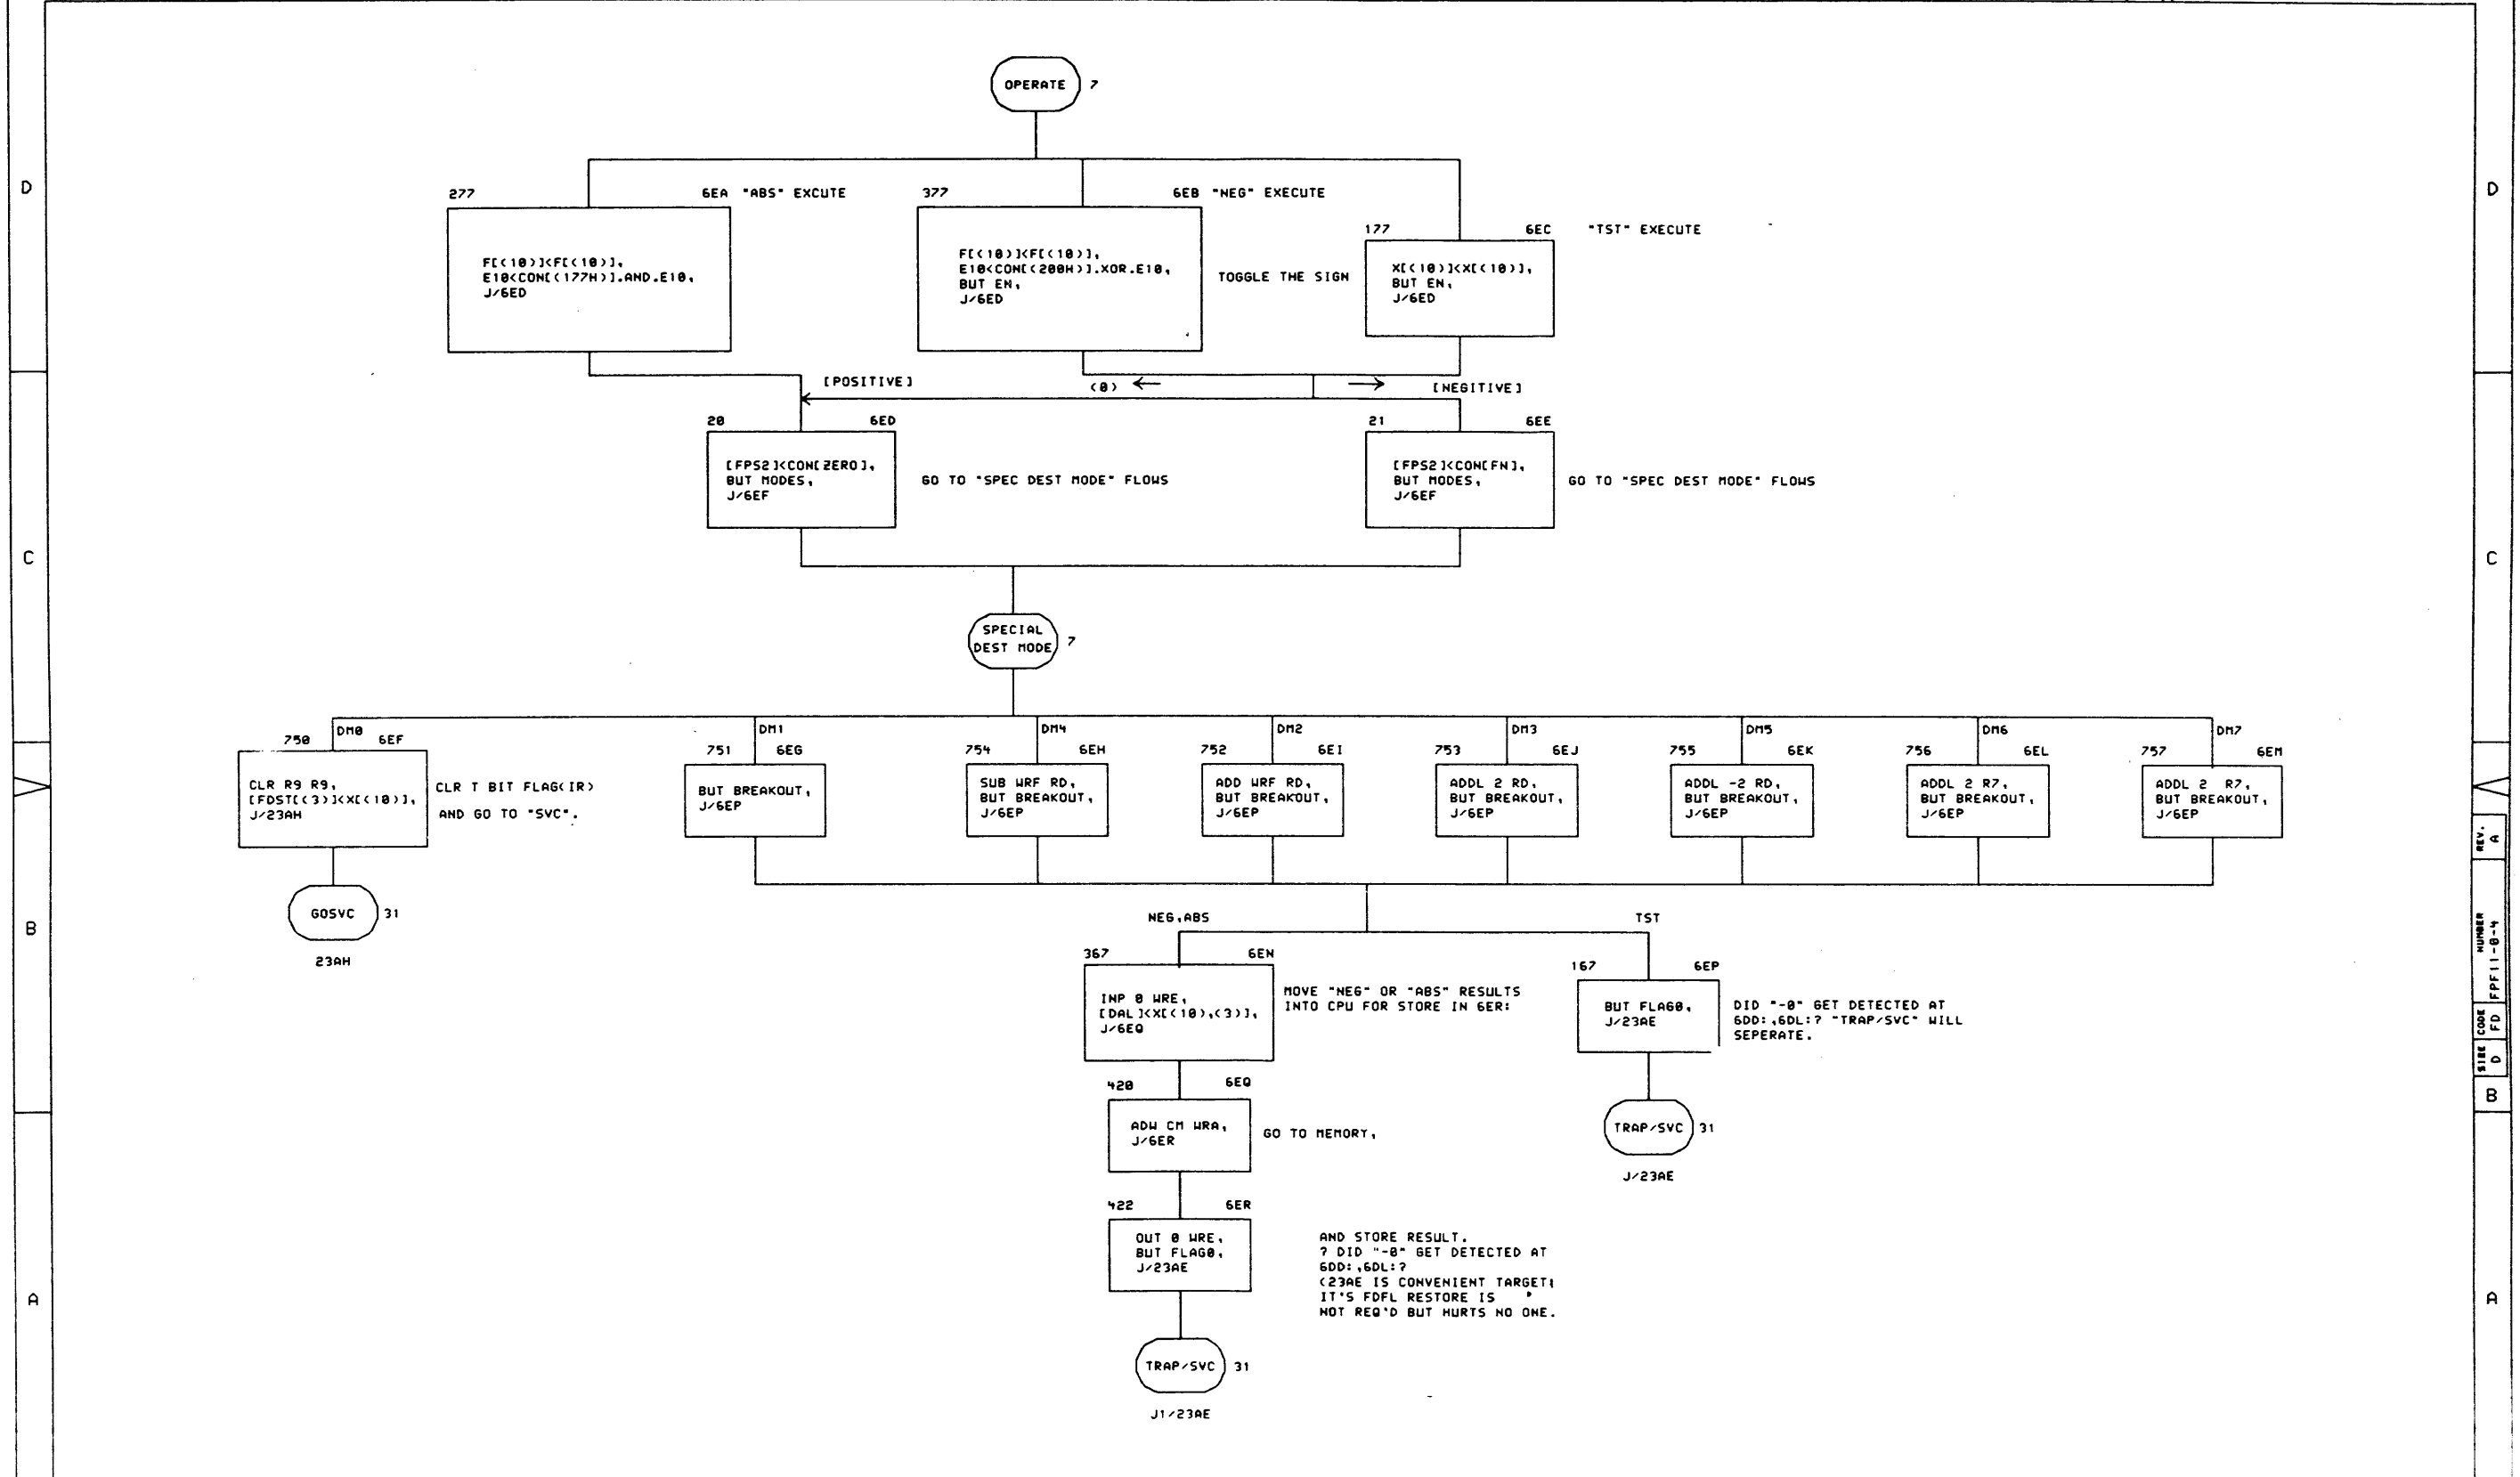 OPERATE 7
D
D
277 6EA "ABS" EXCUTE
F[(10)]<F[(10)],
E10<CON[(177H)].AND.E10,
J/6ED
377 6EB "NEG" EXECUTE
F[(10)]<F[(10)],
E10<CON[(200H)].XOR.E10,
BUT EN,
J/6ED
TOGGLE THE SIGN
177 6EC "TST" EXECUTE
X[(10)]<X[(10)],
BUT EN,
J/6ED
[POSITIVE]
(0)
[NEGITIVE]
20 6ED
[FPS2]<CON[ZERO],
BUT MODES,
J/6EF
GO TO "SPEC DEST MODE" FLOWS
21 6EE
[FPS2]<CON[FN],
BUT MODES,
J/6EF
GO TO "SPEC DEST MODE" FLOWS
C
C
SPECIAL
DEST MODE 7
DM0
750 6EF
CLR R9 R9,
[FDST[(3)]<X[(10)],
J/23AH
CLR T BIT FLAG(IR)
AND GO TO "SVC".
GOSVC 31
23AH
DM1
751 6EG
BUT BREAKOUT,
J/6EP
DM4
754 6EH
SUB WRF RD,
BUT BREAKOUT,
J/6EP
DM2
752 6EI
ADD WRF RD,
BUT BREAKOUT,
J/6EP
DM3
753 6EJ
ADDL 2 RD,
BUT BREAKOUT,
J/6EP
DM5
755 6EK
ADDL -2 RD,
BUT BREAKOUT,
J/6EP
DM6
756 6EL
ADDL 2 R7,
BUT BREAKOUT,
J/6EP
DM7
757 6EM
ADDL 2 R7,
BUT BREAKOUT,
J/6EP
B
NEG,ABS
TST
367 6EN
INP 0 WRE,
[DAL]<X[(10),(3)],
J/6EQ
MOVE "NEG" OR "ABS" RESULTS
INTO CPU FOR STORE IN 6ER:
167 6EP
BUT FLAG0,
J/23AE
DID "-0" GET DETECTED AT
6DD:,6DL:? "TRAP/SVC" WILL
SEPERATE.
TRAP/SVC 31
J/23AE
420 6EQ
ADW CM WRA,
J/6ER
GO TO MEMORY,
422 6ER
OUT 0 WRE,
BUT FLAG0,
J/23AE
AND STORE RESULT.
? DID "-0" GET DETECTED AT
6DD:,6DL:?
(23AE IS CONVENIENT TARGET;
IT'S FDFL RESTORE IS
NOT REQ'D BUT HURTS NO ONE.
TRAP/SVC 31
J1/23AE
REV.
A
NUMBER
FPF11-0-4
CODE
FD
SIZE
D
B
A
A